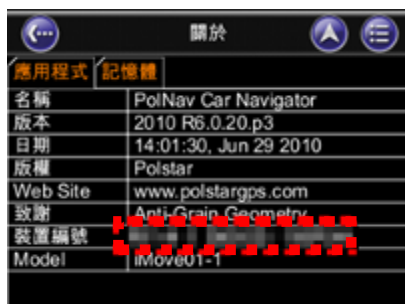 關於
應用程式 記憶體
名稱 PolNav Car Navigator
版本 2010 R6.0.20.p3
日期 14:01:30, Jun 29 2010
版權 Polstar
Web Site www.polstargps.com
致謝 Anti-Grain Geometry
裝置編號
Model iMove01-1